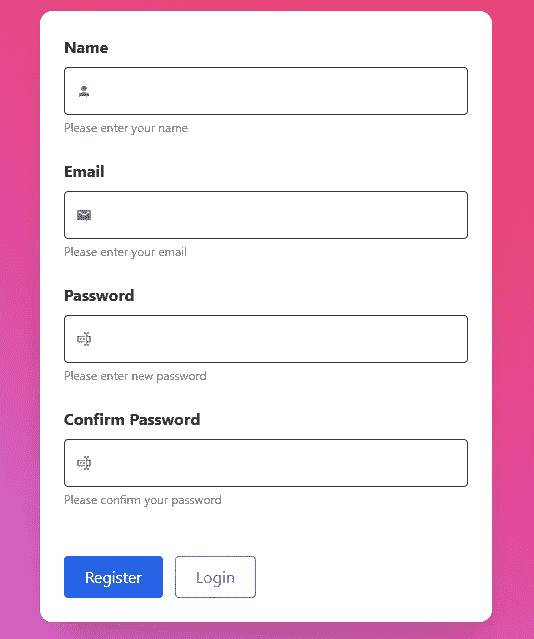 Name
Please enter your name
Email
Please enter your email
Password
Please enter new password
Confirm Password
Please confirm your password
Register Login